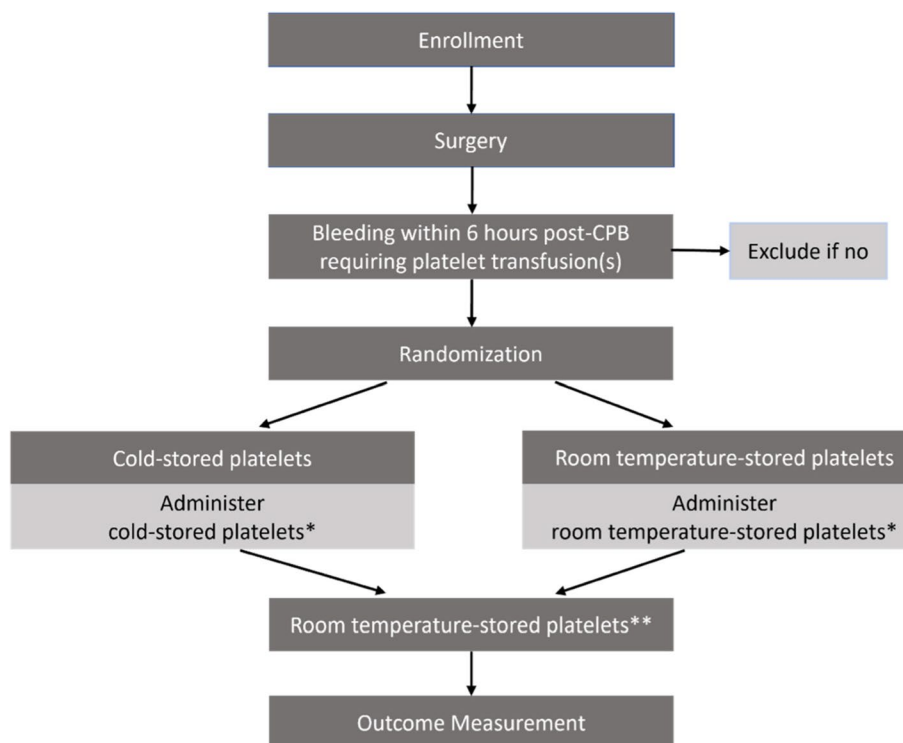 Enrollment
Surgery
Bleeding within 6 hours post-CPB
requiring platelet transfusion(s)
Exclude if no
Randomization
Cold-stored platelets
Administer
cold-stored platelets*
Room temperature-stored platelets
Administer
room temperature-stored platelets*
Room temperature-stored platelets**
Outcome Measurement